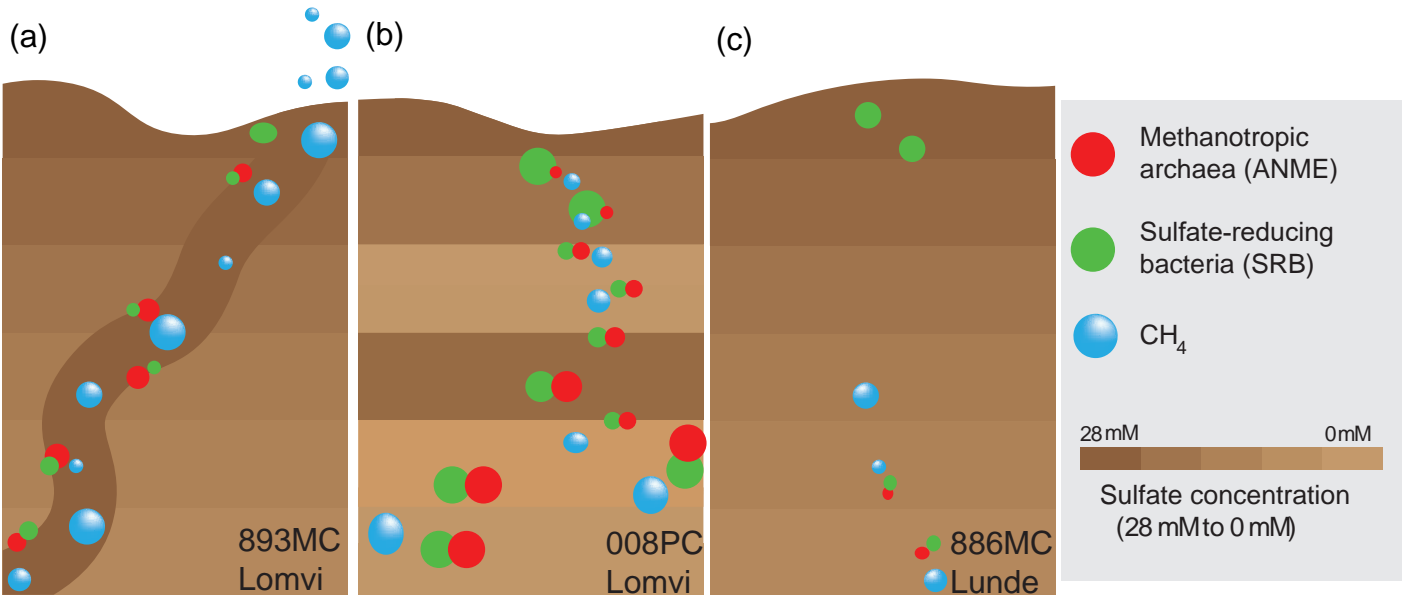 (a)
(b)
(c)
893MC
Lomvi
008PC
Lomvi
886MC
Lunde
Methanotropic
archaea (ANME)
Sulfate-reducing
bacteria (SRB)
CH4
28 mM 0 mM
Sulfate concentration
(28 mM to 0 mM)